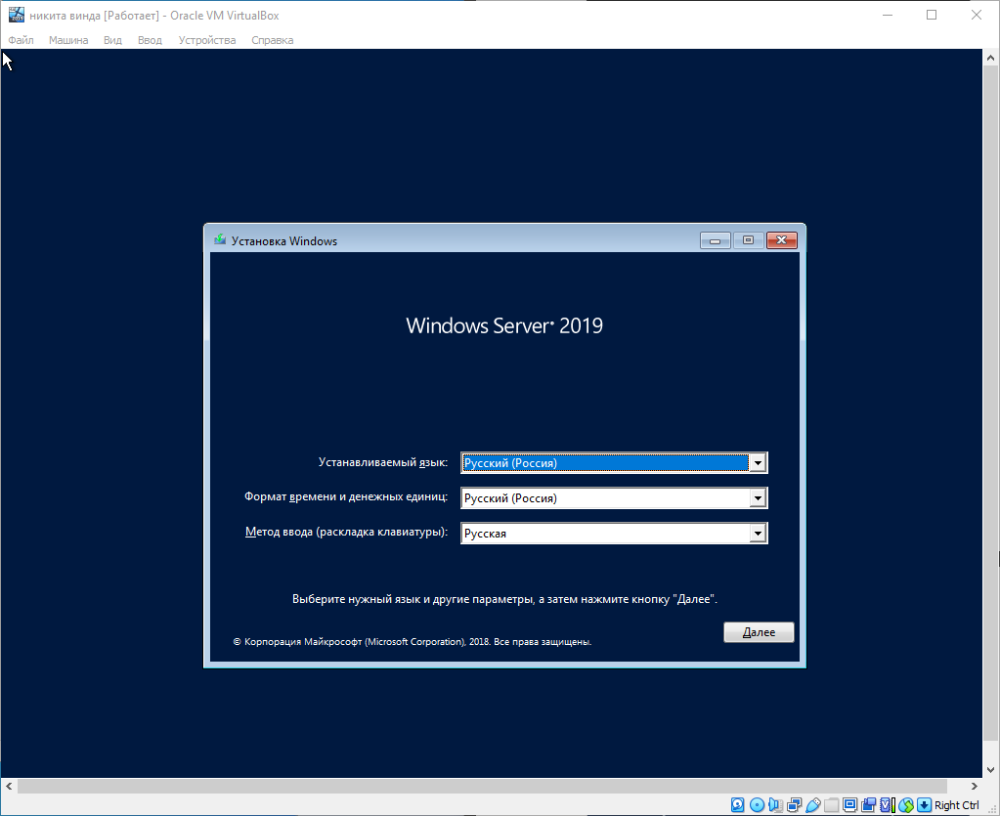 никита винда [Работает] - Oracle VM VirtualBox
Файл Машина Вид Ввод Устройства Справка
Установка Windows
Windows Server® 2019
Устанавливаемый язык: Русский (Россия)
Формат времени и денежных единиц: Русский (Россия)
Метод ввода (раскладка клавиатуры): Русская
Выберите нужный язык и другие параметры, а затем нажмите кнопку "Далее".
Далее
© Корпорация Майкрософт (Microsoft Corporation), 2018. Все права защищены.
Right Ctrl